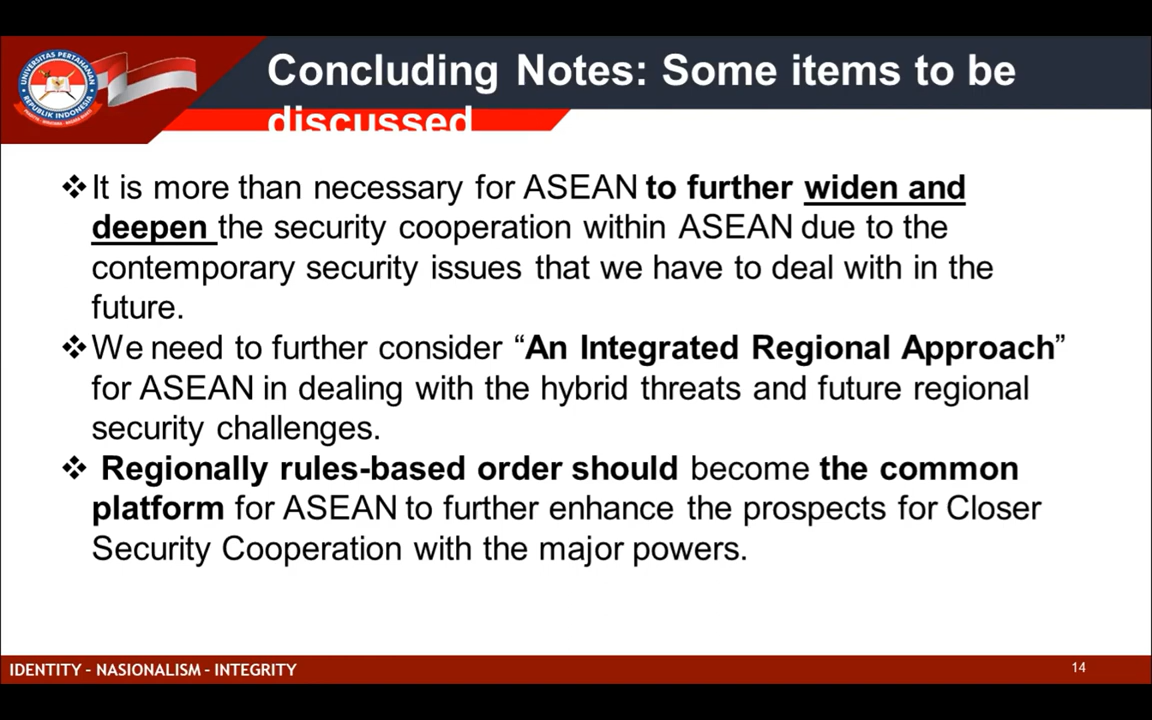 UNIVERSITAS PERTAHANAN
REPUBLIK INDONESIA
Concluding Notes: Some items to be
discussed
❖It is more than necessary for ASEAN to further widen and
deepen the security cooperation within ASEAN due to the
contemporary security issues that we have to deal with in the
future.
❖We need to further consider “An Integrated Regional Approach”
for ASEAN in dealing with the hybrid threats and future regional
security challenges.
❖ Regionally rules-based order should become the common
platform for ASEAN to further enhance the prospects for Closer
Security Cooperation with the major powers.
IDENTITY - NASIONALISM - INTEGRITY
14